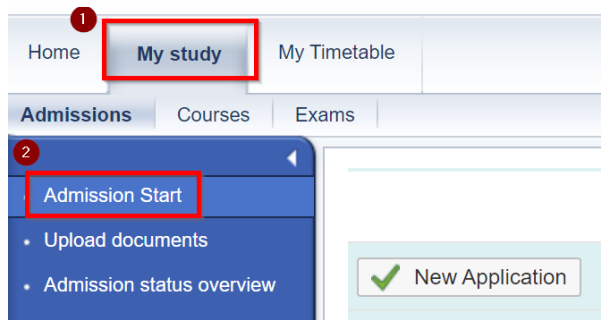 1
Home My study My Timetable
Admissions Courses Exams
2
Admission Start
Upload documents
Admission status overview
New Application